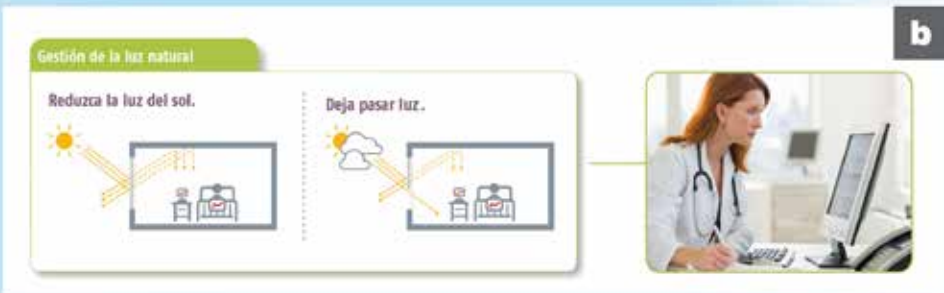 b
Gestión de la luz natural
Reduzca la luz del sol.
Deja pasar luz.